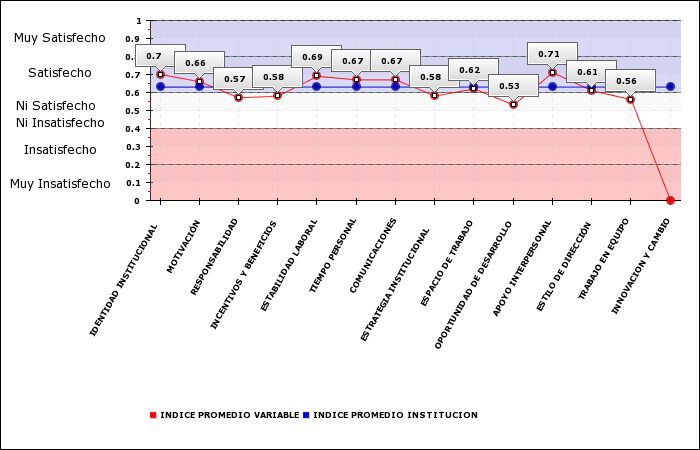 Muy Satisfecho
Satisfecho
Ni Satisfecho
Ni Insatisfecho
Insatisfecho
Muy Insatisfecho
1
0.9
0.8
0.7
0.6
0.5
0.4
0.3
0.2
0.1
0
0.7
0.66
0.57
0.58
0.69
0.67
0.67
0.58
0.62
0.53
0.71
0.61
0.56
IDENTIDAD INSTITUCIONAL
MOTIVACIÓN
RESPONSABILIDAD
INCENTIVOS Y BENEFICIOS
ESTABILIDAD LABORAL
TIEMPO PERSONAL
COMUNICACIONES
ESTRATEGIA INSTITUCIONAL
ESPACIO DE TRABAJO
OPORTUNIDAD DE DESARROLLO
APOYO INTERPERSONAL
ESTILO DE DIRECCIÓN
TRABAJO EN EQUIPO
INNOVACION Y CAMBIO
INDICE PROMEDIO VARIABLE
INDICE PROMEDIO INSTITUCION